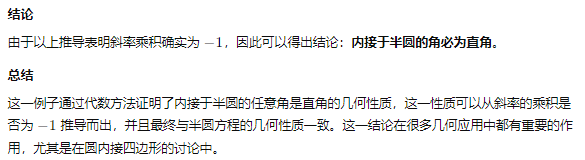 结论
由于以上推导表明斜率乘积确实为 −1，因此可以得出结论：内接于半圆的角必为直角。
总结
这一例子通过代数方法证明了内接于半圆的任意角是直角的几何性质，这一性质可以从斜率的乘积是
否为 −1 推导而出，并且最终与半圆方程的几何性质一致。这一结论在很多几何应用中都有重要的作
用，尤其是在圆内接四边形的讨论中。